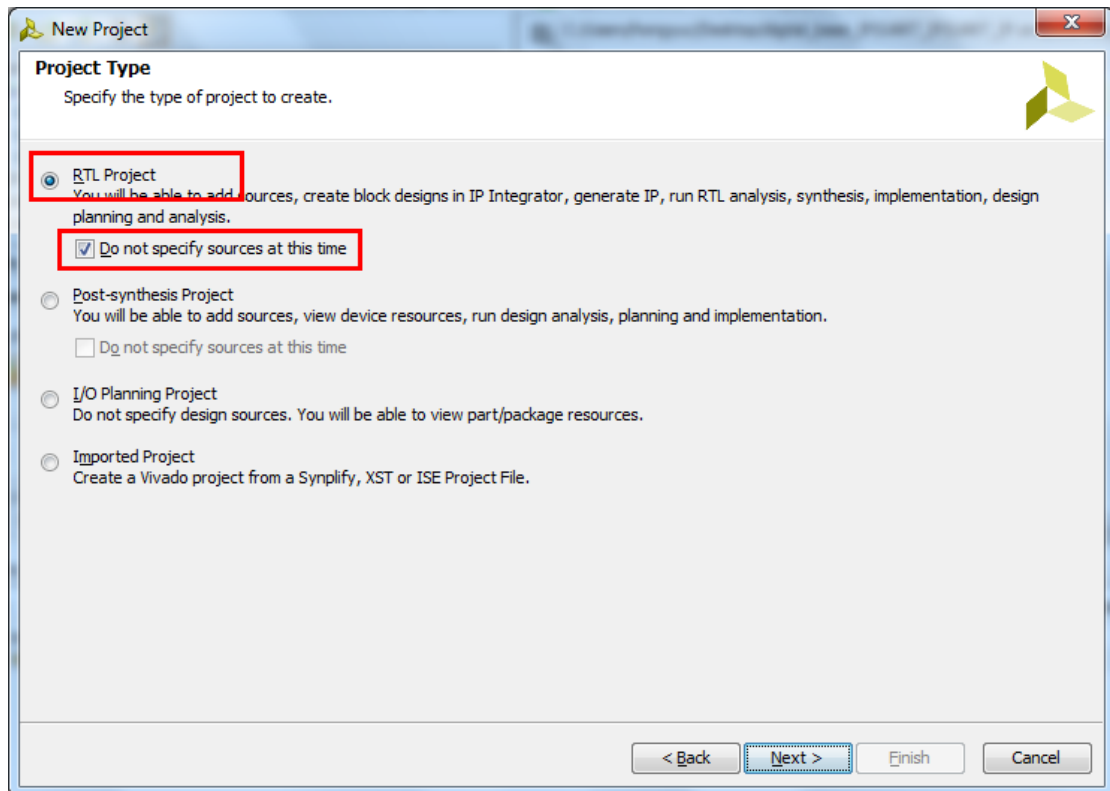 New Project
Project Type
Specify the type of project to create.
RTL Project
You will be able to add sources, create block designs in IP Integrator, generate IP, run RTL analysis, synthesis, implementation, design
planning and analysis.
Do not specify sources at this time
Post-synthesis Project
You will be able to add sources, view device resources, run design analysis, planning and implementation.
Do not specify sources at this time
I/O Planning Project
Do not specify design sources. You will be able to view part/package resources.
Imported Project
Create a Vivado project from a Synplify, XST or ISE Project File.
< Back Next > Finish Cancel